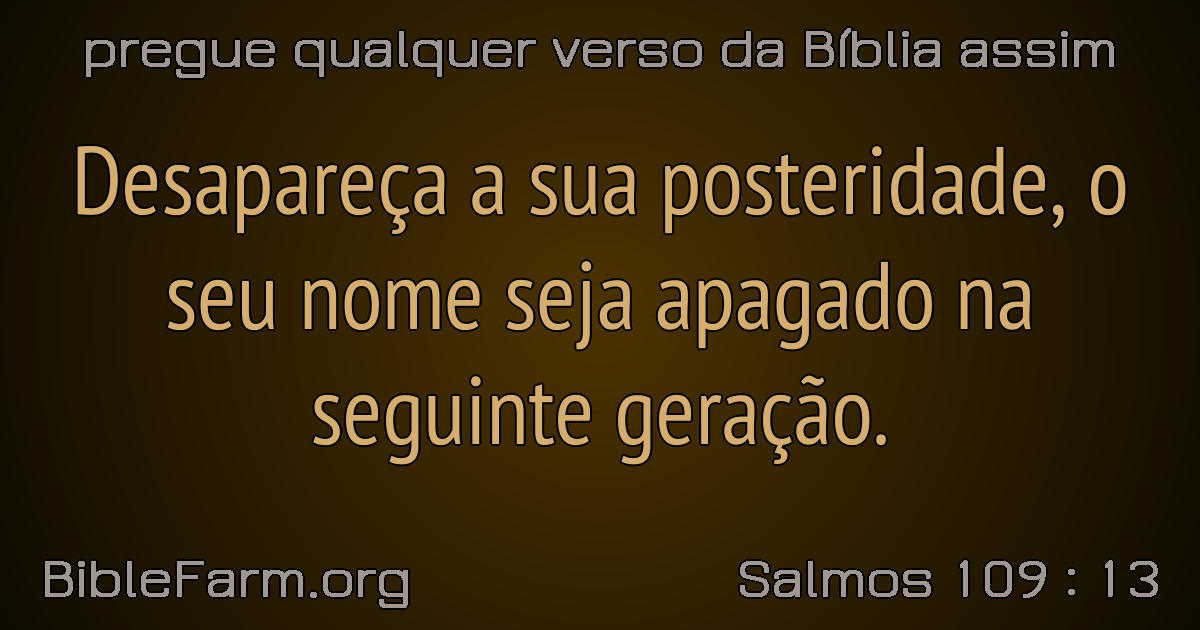 pregue qualquer verso da Bíblia assim
Desapareça a sua posteridade, o
seu nome seja apagado na
seguinte geração.
BibleFarm.org
Salmos 109 : 13